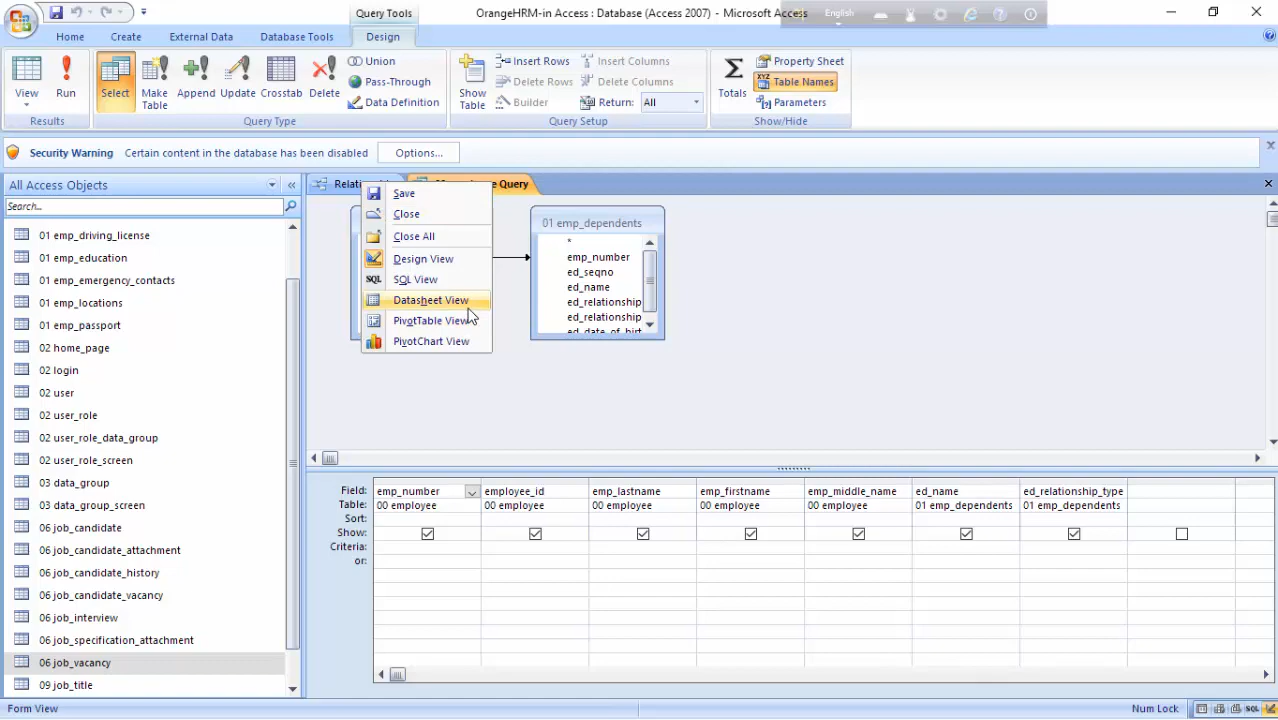 Query Tools
OrangeHRM-in Access : Database (Access 2007) - Microsoft Access
English
Home
Create
External Data
Database Tools
Design
View
Run
Select
Make Table
Append
Update
Crosstab
Delete
Union
Pass-Through
Data Definition
Show Table
Insert Rows
Delete Rows
Builder
Insert Columns
Delete Columns
Return: All
Totals
Property Sheet
Table Names
Parameters
Results
Query Type
Query Setup
Show/Hide
Security Warning
Certain content in the database has been disabled
Options...
All Access Objects
Search...
01 emp_driving_license
01 emp_education
01 emp_emergency_contacts
01 emp_locations
01 emp_passport
02 home_page
02 login
02 user
02 user_role
02 user_role_data_group
02 user_role_screen
03 data_group
03 data_group_screen
06 job_candidate
06 job_candidate_attachment
06 job_candidate_history
06 job_candidate_vacancy
06 job_interview
06 job_specification_attachment
06 job_vacancy
09 job_title
Query
Save
Close
Close All
Design View
SQL SQL View
Datasheet View
PivotTable View
PivotChart View
01 emp_dependents
*
emp_number
ed_seqno
ed_name
ed_relationship
ed_relationship
ed_date_of_birt
Field: emp_number employee_id emp_lastname emp_firstname emp_middle_name ed_name ed_relationship_type
Table: 00 employee 00 employee 00 employee 00 employee 00 employee 01 emp_dependents 01 emp_dependents
Sort:
Show:
Criteria:
or:
Form View
Num Lock
SQL